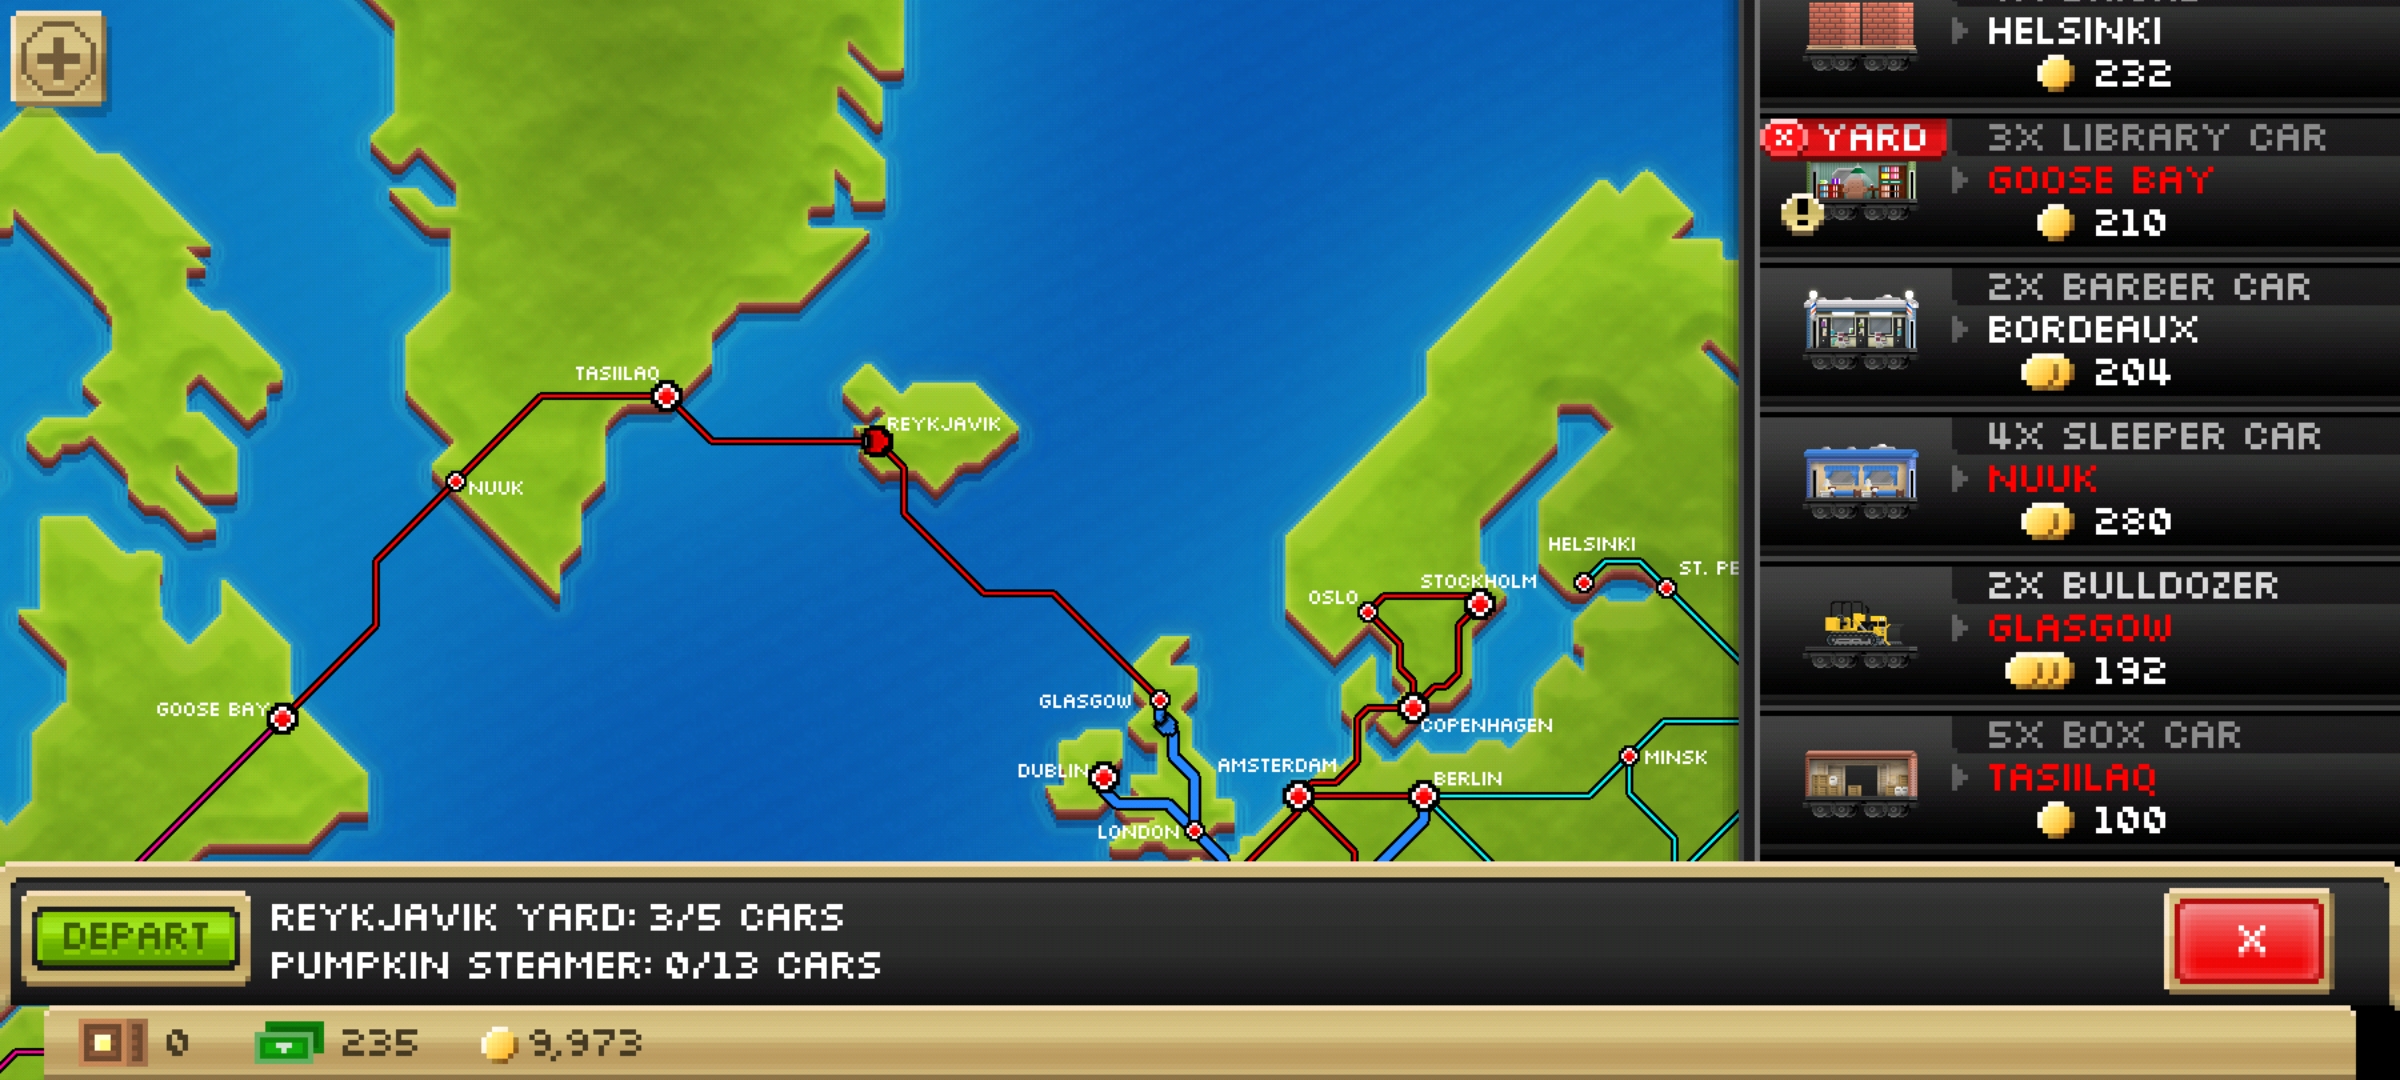 HELSINKI
232
YARD
3X LIBRARY CAR
GOOSE BAY
210
2X BARBER CAR
BORDEAUX
204
4X SLEEPER CAR
NUUK
280
2X BULLDOZER
GLASGOW
192
5X BOX CAR
TASIILAQ
100
TASIILAQ
REYKJAVIK
NUUK
HELSINKI
ST. PE
STOCKHOLM
OSLO
GLASGOW
GOOSE BAY
COPENHAGEN
MINSK
AMSTERDAM
DUBLIN
BERLIN
LONDON
DEPART
REYKJAVIK YARD: 3/5 CARS
PUMPKIN STEAMER: 0/13 CARS
X
0
235
9,973